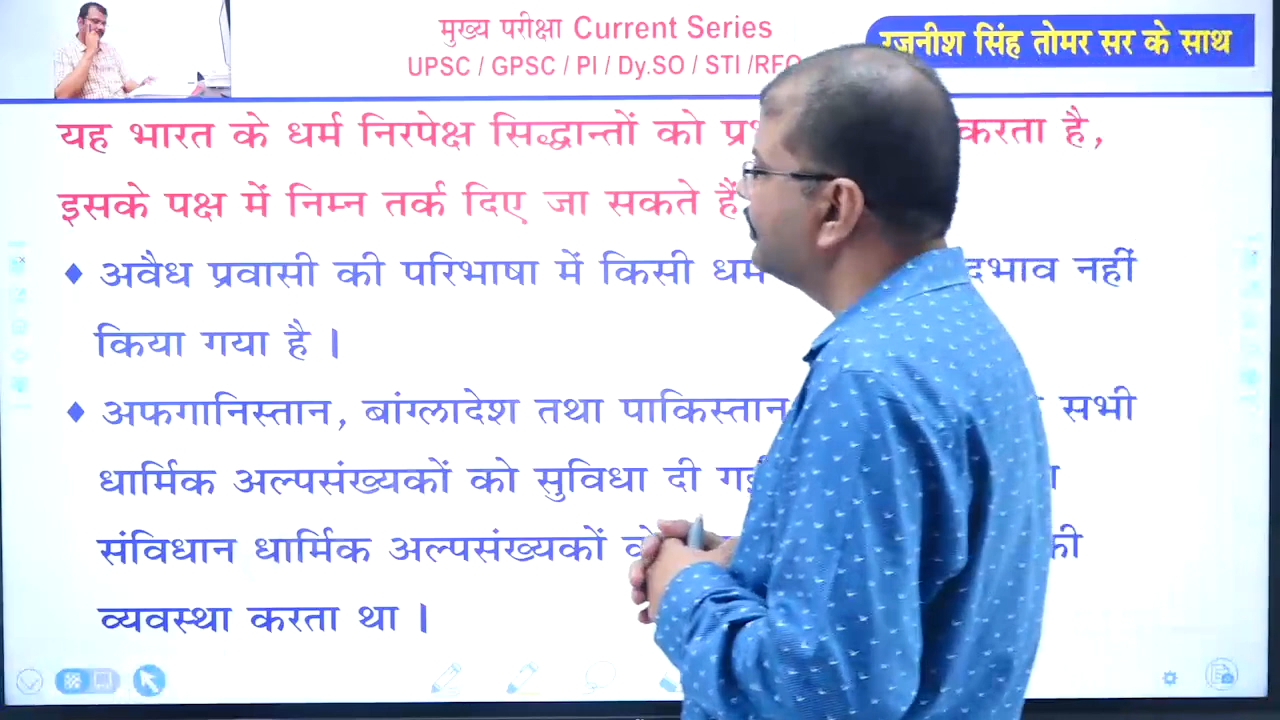 मुख्य परीक्षा Current Series
UPSC / GPSC / PI / Dy.SO / STI /RFO
रजनीश सिंह तोमर सर के साथ
यह भारत के धर्म निरपेक्ष सिद्धान्तों को करता है,
इसके पक्ष में निम्न तर्क दिए जा सकते हैं
♦ अवैध प्रवासी की परिभाषा में किसी धर्म नहीं
किया गया है ।
♦ अफगानिस्तान, बांग्लादेश तथा पाकिस्तान सभी
धार्मिक अल्पसंख्यकों को सुविधा दी गई
संविधान धार्मिक अल्पसंख्यकों की
व्यवस्था करता था ।